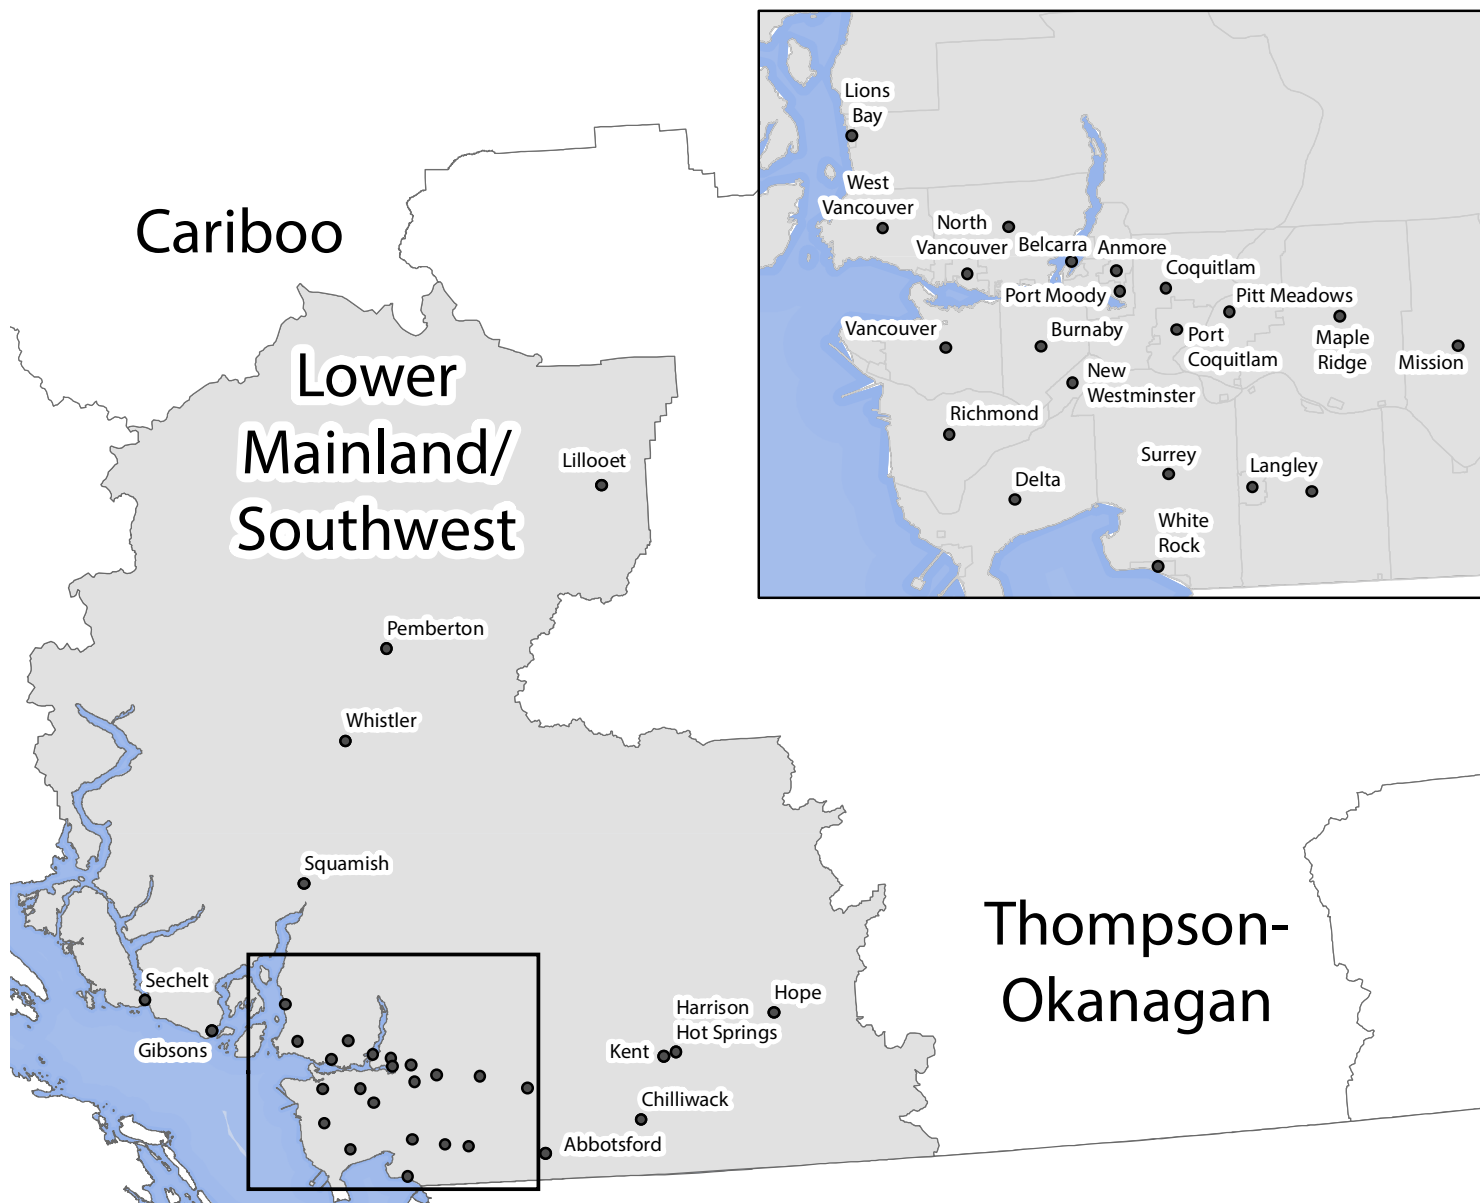 Cariboo
Lower
Mainland/
Southwest
Lillooet
Pemberton
Whistler
Squamish
Sechelt
Gibsons
Hope
Harrison
Hot Springs
Kent
Chilliwack
Abbotsford
Thompson-
Okanagan
Lions
Bay
West
Vancouver
North
Vancouver
Belcarra
Anmore
Coquitlam
Port Moody
Pitt Meadows
Vancouver
Burnaby
Port
Coquitlam
Maple
Ridge
Mission
New
Westminster
Richmond
Surrey
Langley
Delta
White
Rock